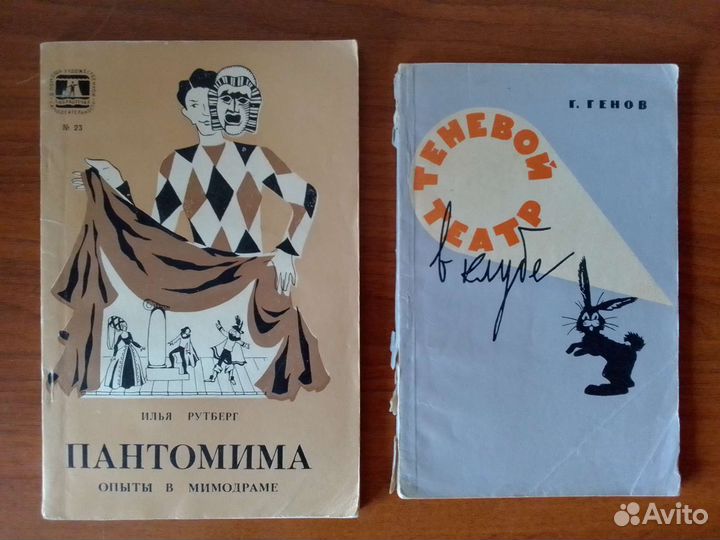 № 23
ИЛЬЯ РУТБЕРГ
ПАНТОМИМА
ОПЫТЫ В МИМОДРАМЕ
Г. ГЕНОВ
ТЕНЕВОЙ
ТЕАТР
в клубе
Avito